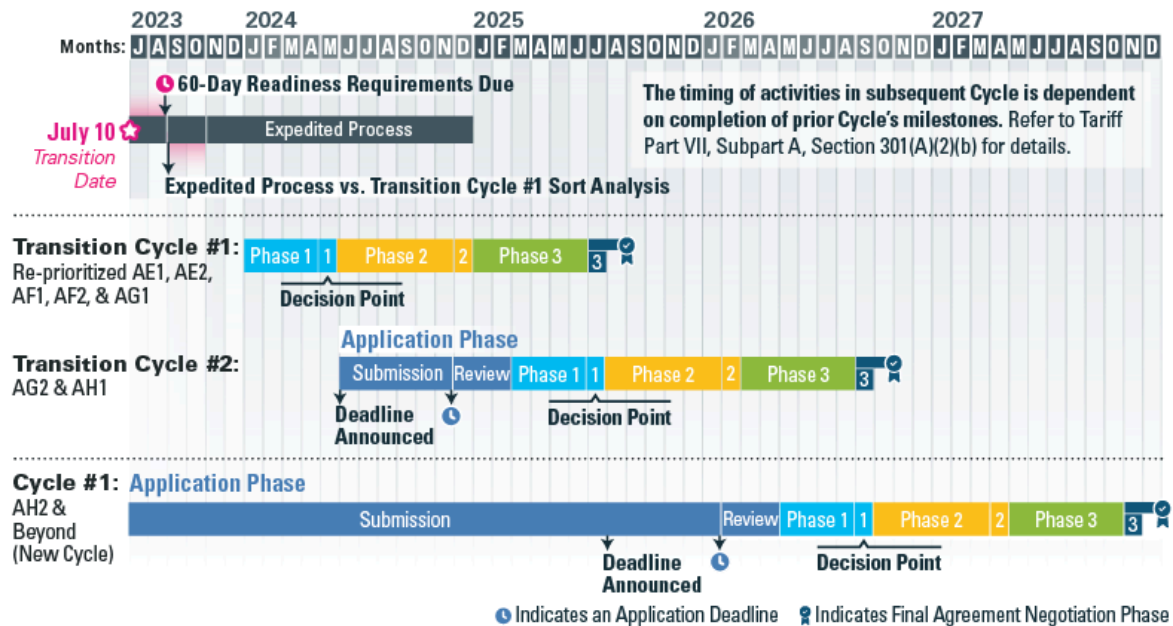 2023 2024 2025 2026 2027
Months: J A S O N D J F M A M J J A S O N D J F M A M J J A S O N D J F M A M J J A S O N D J F M A M J J A S O N D
60-Day Readiness Requirements Due
July 10
Transition
Date
Expedited Process
Expedited Process vs. Transition Cycle #1 Sort Analysis
The timing of activities in subsequent Cycle is dependent
on completion of prior Cycle's milestones. Refer to Tariff
Part VII, Subpart A, Section 301(A)(2)(b) for details.
Transition Cycle #1:
Re-prioritized AE1, AE2,
AF1, AF2, & AG1
Phase 1 1 Phase 2 2 Phase 3 3
Decision Point
Application Phase
Transition Cycle #2:
AG2 & AH1
Submission Review Phase 1 1 Phase 2 2 Phase 3 3
Deadline
Announced
Decision Point
Cycle #1: Application Phase
AH2 &
Beyond
(New Cycle)
Submission Review Phase 1 1 Phase 2 2 Phase 3 3
Deadline
Announced
Decision Point
Indicates an Application Deadline Indicates Final Agreement Negotiation Phase